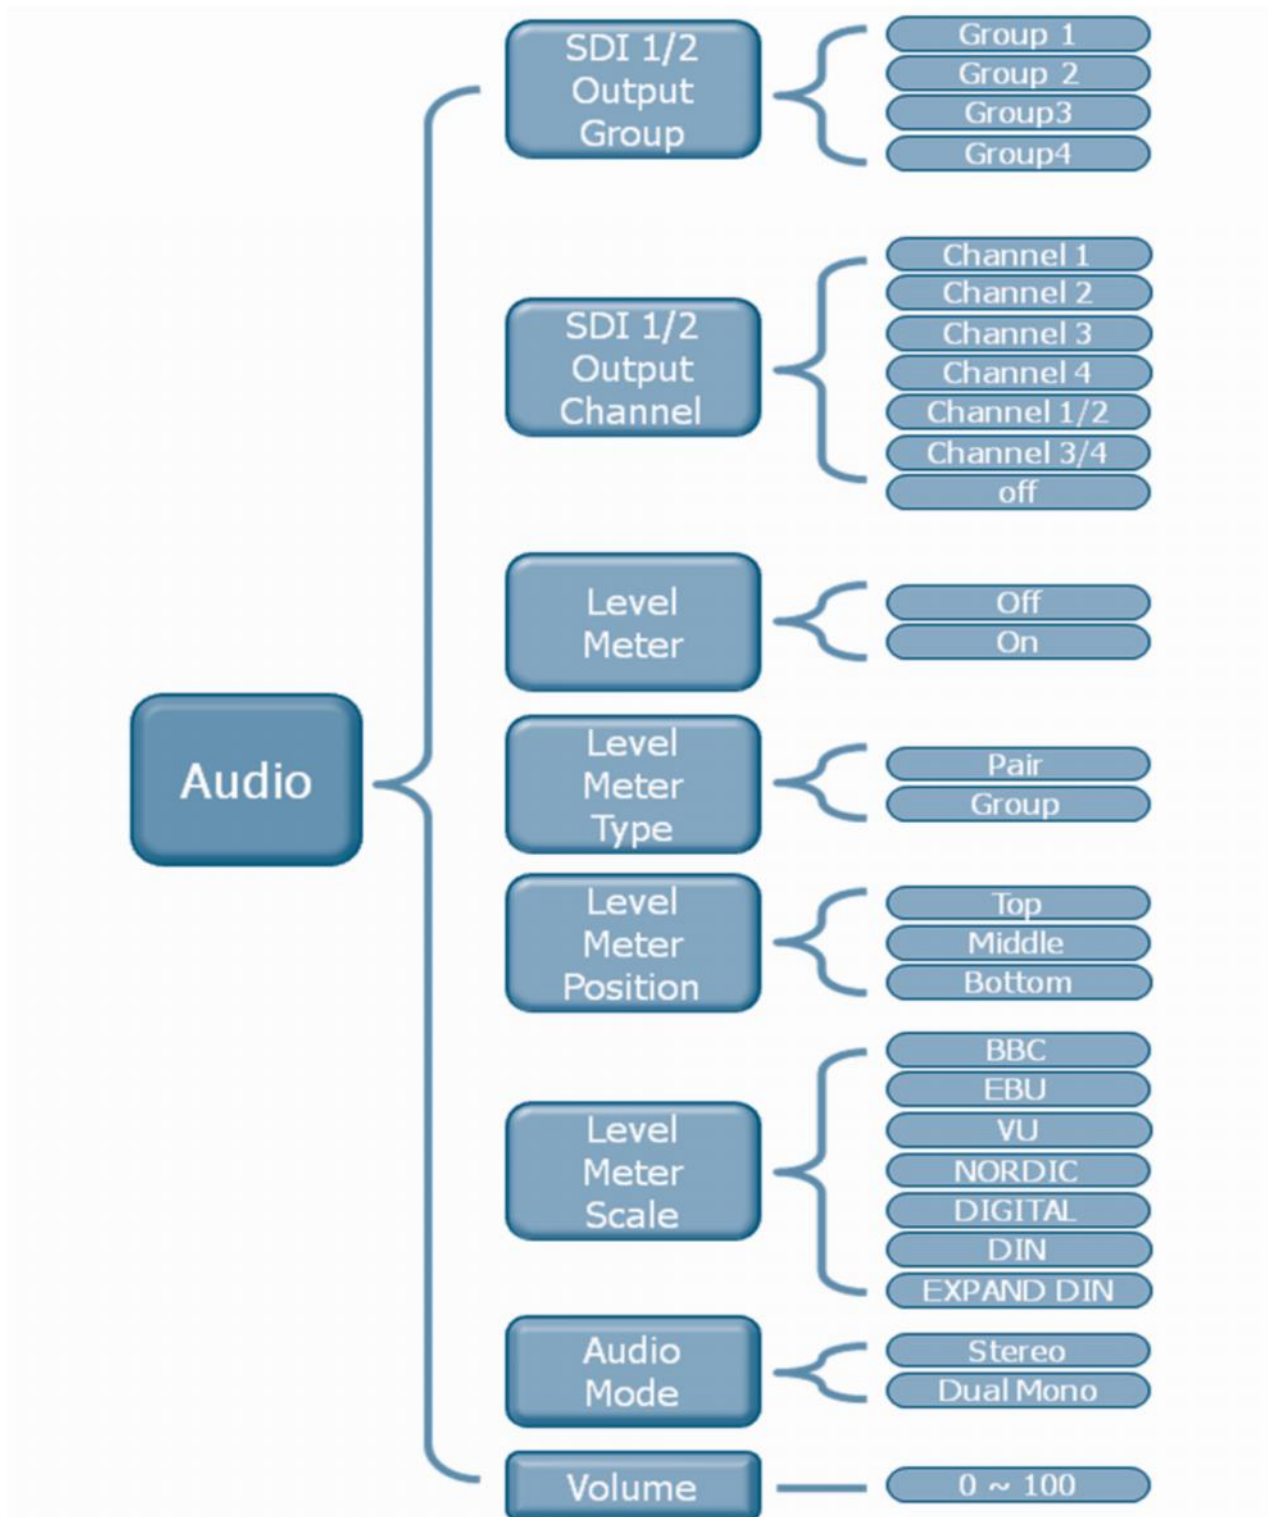 Audio
SDI 1/2
Output
Group
Group 1
Group 2
Group3
Group4
SDI 1/2
Output
Channel
Channel 1
Channel 2
Channel 3
Channel 4
Channel 1/2
Channel 3/4
off
Level
Meter
Off
On
Level
Meter
Type
Pair
Group
Level
Meter
Position
Top
Middle
Bottom
Level
Meter
Scale
BBC
EBU
VU
NORDIC
DIGITAL
DIN
EXPAND DIN
Audio
Mode
Stereo
Dual Mono
Volume
0 ~ 100